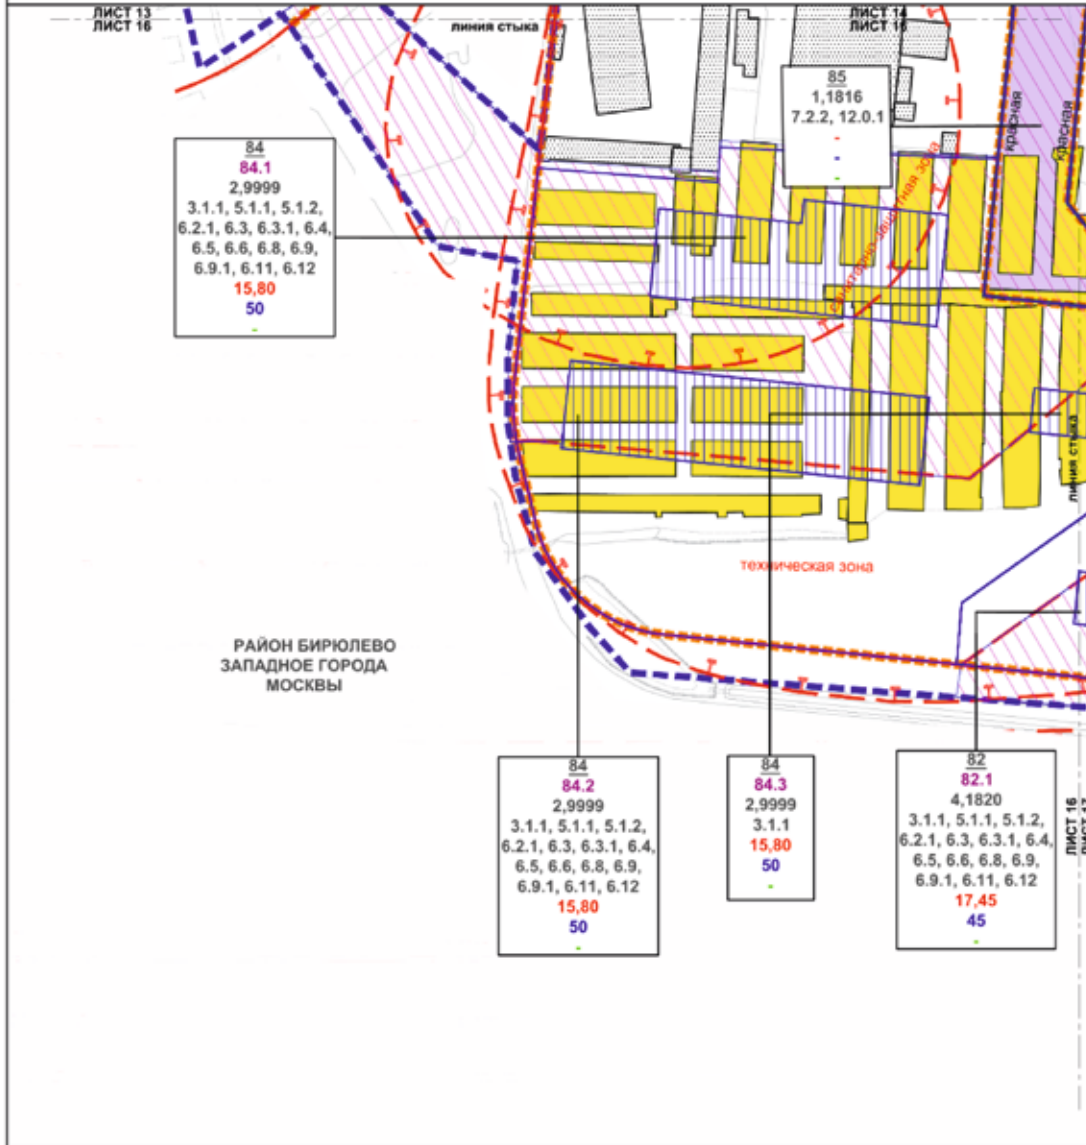 ЛИСТ 13
ЛИСТ 16
линия стыка
ЛИСТ 14
ЛИСТ 16
85
1,1816
7.2.2, 12.0.1
-
-
-
красная
красная
84
84.1
2,9999
3.1.1, 5.1.1, 5.1.2,
6.2.1, 6.3, 6.3.1, 6.4,
6.5, 6.6, 6.8, 6.9,
6.9.1, 6.11, 6.12
15,80
50
-
санитарно-защитная зона
линия стыка
техническая зона
РАЙОН БИРЮЛЕВО
ЗАПАДНОЕ ГОРОДА
МОСКВЫ
84
84.2
2,9999
3.1.1, 5.1.1, 5.1.2,
6.2.1, 6.3, 6.3.1, 6.4,
6.5, 6.6, 6.8, 6.9,
6.9.1, 6.11, 6.12
15,80
50
-
84
84.3
2,9999
3.1.1
15,80
50
-
82
82.1
4,1820
3.1.1, 5.1.1, 5.1.2,
6.2.1, 6.3, 6.3.1, 6.4,
6.5, 6.6, 6.8, 6.9,
6.9.1, 6.11, 6.12
17,45
45
-
ЛИСТ 16
ЛИСТ 17